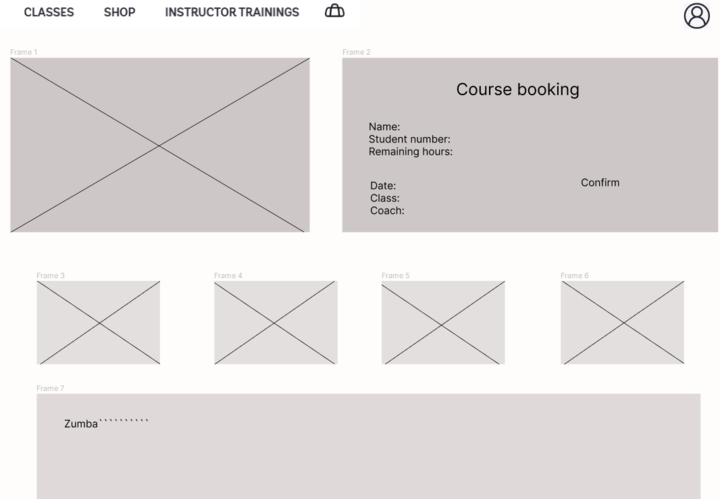 CLASSES SHOP INSTRUCTOR TRAININGS
Frame 1
Frame 2
Course booking
Name:
Student number:
Remaining hours:
Date:
Class:
Coach:
Confirm
Frame 3
Frame 4
Frame 5
Frame 6
Frame 7
Zumba``````````